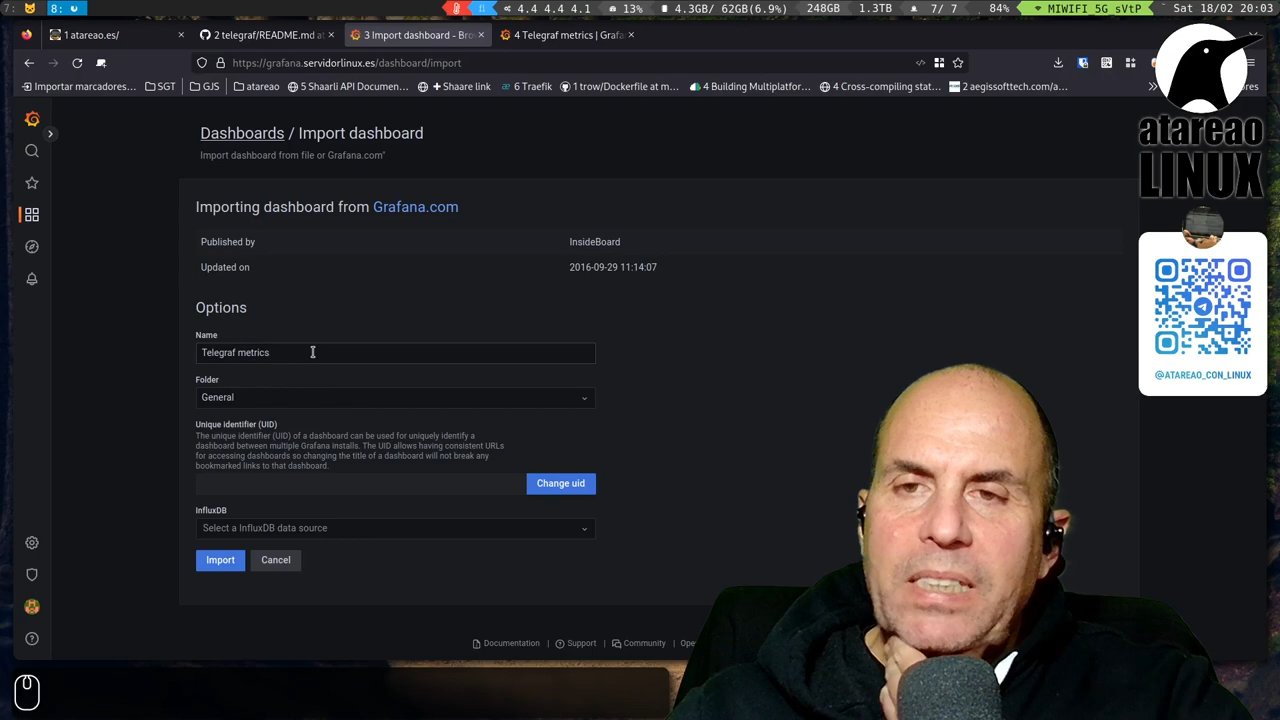 7: 8: 4.4 4.4 4.1 13% 4.3GB/ 62GB(6.9%) 248GB 1.3TB 7/ 7 84% MIWIFI_5G_sVtP Sat 18/02 20:03
1 atareao.es/ 2 telegraf/README.md at 3 Import dashboard - Bro 4 Telegraf metrics | Grafa
https://grafana.servidorlinux.es/dashboard/import
Importar marcadores... SGT GJS atareao 5 Shaarli API Documen... Shaare link 6 Traefik 1 trow/Dockerfile at m... 4 Building Multiplatfor... 4 Cross-compiling stat... 2 aegissofttech.com/a... ores
Dashboards / Import dashboard
Import dashboard from file or Grafana.com"
Importing dashboard from Grafana.com
Published by InsideBoard
Updated on 2016-09-29 11:14:07
Options
Name
Telegraf metrics
Folder
General
Unique identifier (UID)
The unique identifier (UID) of a dashboard can be used for uniquely identify a
dashboard between multiple Grafana installs. The UID allows having consistent URLs
for accessing dashboards so changing the title of a dashboard will not break any
bookmarked links to that dashboard.
Change uid
InfluxDB
Select a InfluxDB data source
Import Cancel
Documentation | Support | Community | Ope
atareao
LINUX
@ATAREAO_CON_LINUX